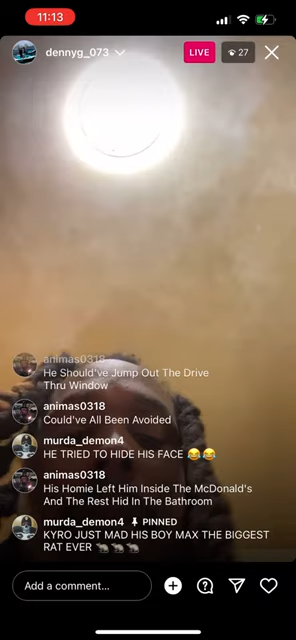 11:13
dennyg_073
LIVE
27
animas0318
He Should've Jump Out The Drive
Thru Window
animas0318
Could've All Been Avoided
murda_demon4
HE TRIED TO HIDE HIS FACE 😂😂
animas0318
His Homie Left Him Inside The McDonald's
And The Rest Hid In The Bathroom
murda_demon4 PINNED
KYRO JUST MAD HIS BOY MAX THE BIGGEST
RAT EVER 🐀🐀🐀
Add a comment...